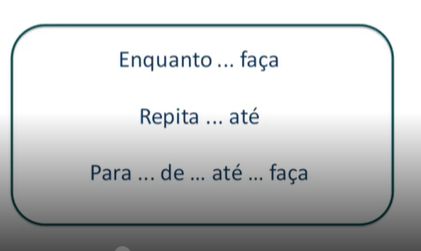 Enquanto ... faça
Repita ... até
Para ... de ... até ... faça